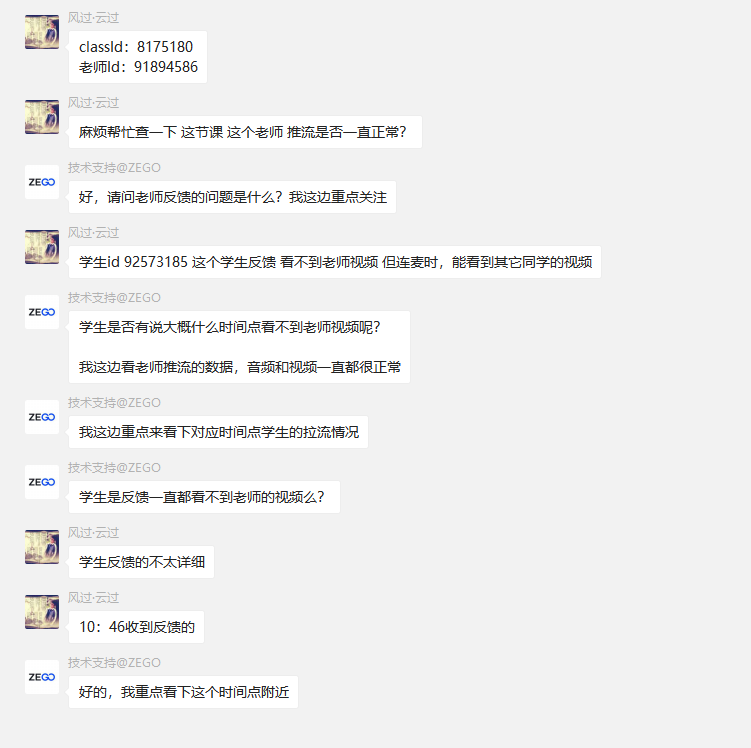 风过·云过
classId：8175180
老师Id：91894586
风过·云过
麻烦帮忙查一下 这节课 这个老师 推流是否一直正常?
技术支持@ZEGO
ZEGO
好，请问老师反馈的问题是什么？我这边重点关注
风过·云过
学生id 92573185 这个学生反馈 看不到老师视频 但连麦时，能看到其它同学的视频
技术支持@ZEGO
ZEGO
学生是否有说大概什么时间点看不到老师视频呢？
我这边看老师推流的数据，音频和视频一直都很正常
技术支持@ZEGO
ZEGO
我这边重点来看下对应时间点学生的拉流情况
技术支持@ZEGO
ZEGO
学生是反馈一直都看不到老师的视频么？
风过·云过
学生反馈的不太详细
风过·云过
10：46收到反馈的
技术支持@ZEGO
ZEGO
好的，我重点看下这个时间点附近